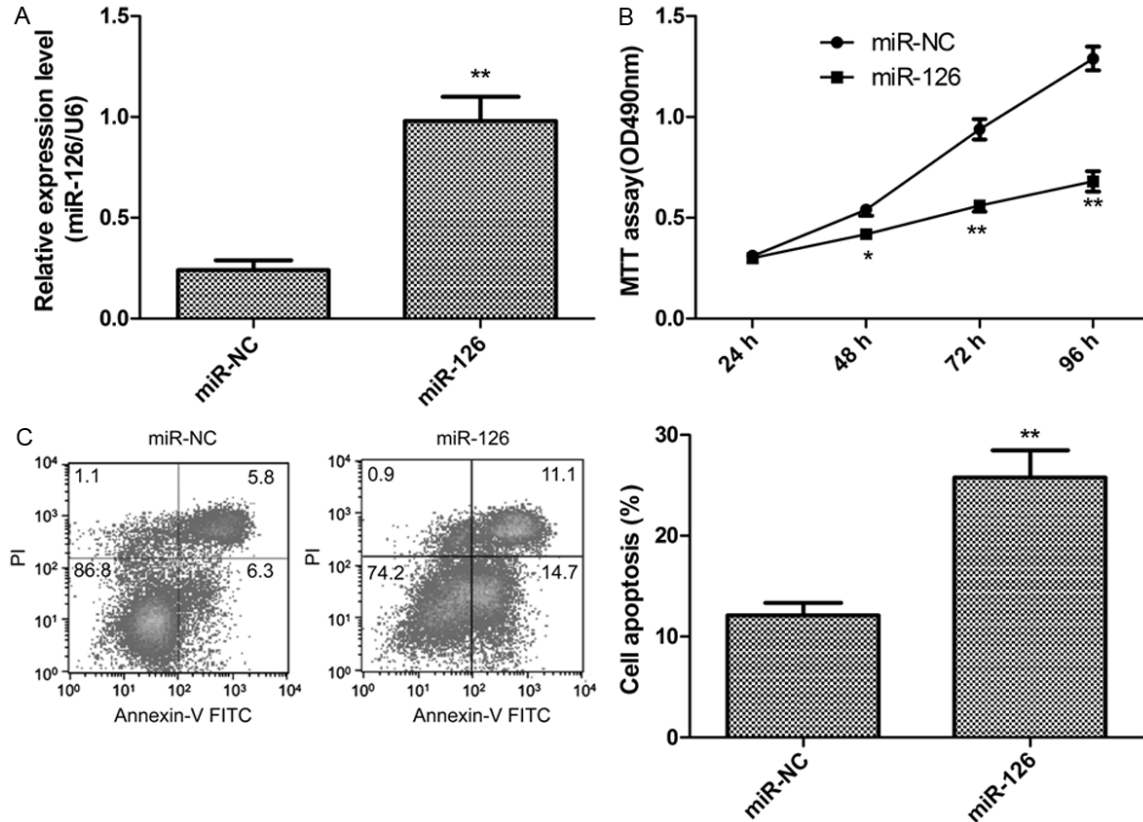 A
Relative expression level
(miR-126/U6)
1.5
1.0
0.5
0.0
**
miR-NC
miR-126
B
MTT assay(OD490nm)
1.5
1.0
0.5
0.0
miR-NC
miR-126
*
**
**
24 h
48 h
72 h
96 h
C
miR-NC
PI
10⁴
10³
10²
10¹
10⁰
1.1
5.8
86.8
6.3
10⁰
10¹
10²
10³
10⁴
Annexin-V FITC
miR-126
PI
10⁴
10³
10²
10¹
10⁰
0.9
11.1
74.2
14.7
10⁰
10¹
10²
10³
10⁴
Annexin-V FITC
Cell apoptosis (%)
30
20
10
0
**
miR-NC
miR-126